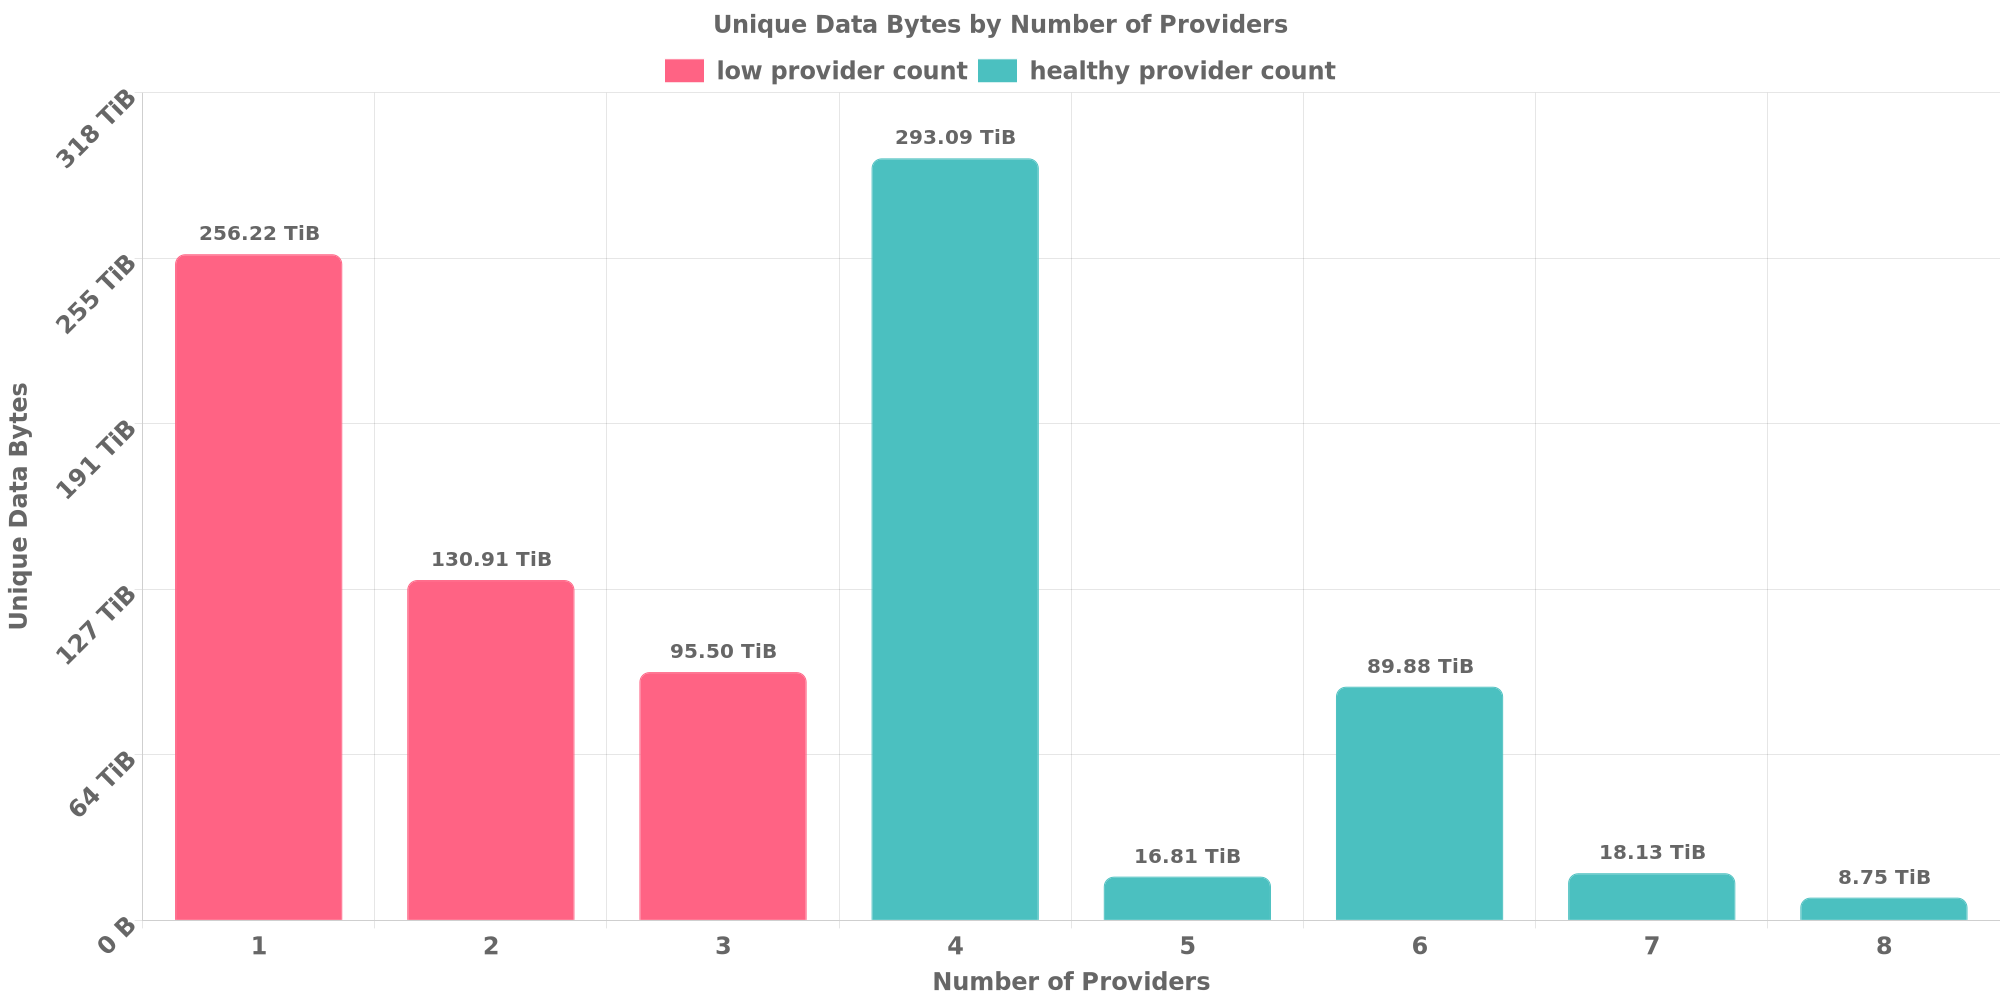 Unique Data Bytes by Number of Providers
low provider count healthy provider count
318 TiB
255 TiB
191 TiB
127 TiB
64 TiB
0 B
Unique Data Bytes
256.22 TiB
130.91 TiB
95.50 TiB
293.09 TiB
16.81 TiB
89.88 TiB
18.13 TiB
8.75 TiB
1 2 3 4 5 6 7 8
Number of Providers